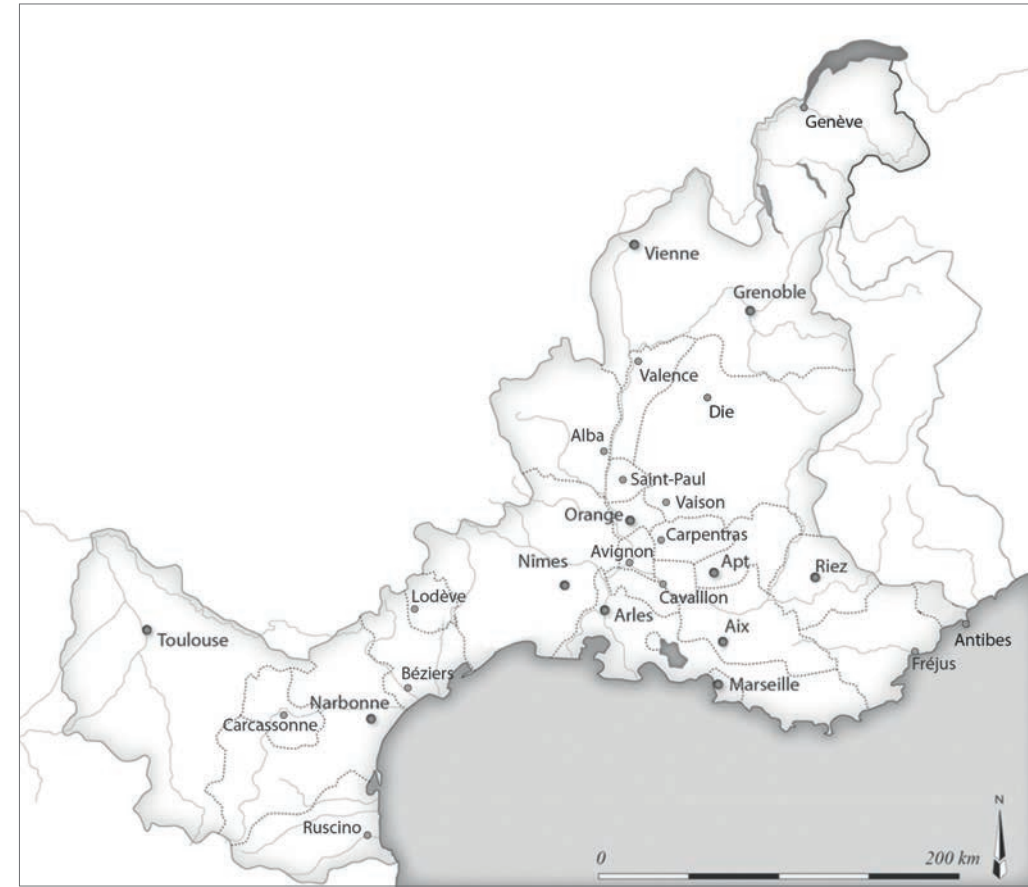 Genève
Vienne
Grenoble
Valence
Die
Alba
Saint-Paul
Vaison
Orange
Carpentras
Avignon
Nîmes
Apt
Riez
Lodève
Cavaillon
Arles
Toulouse
Aix
Antibes
Fréjus
Béziers
Marseille
Narbonne
Carcassonne
N
Ruscino
0 200 km